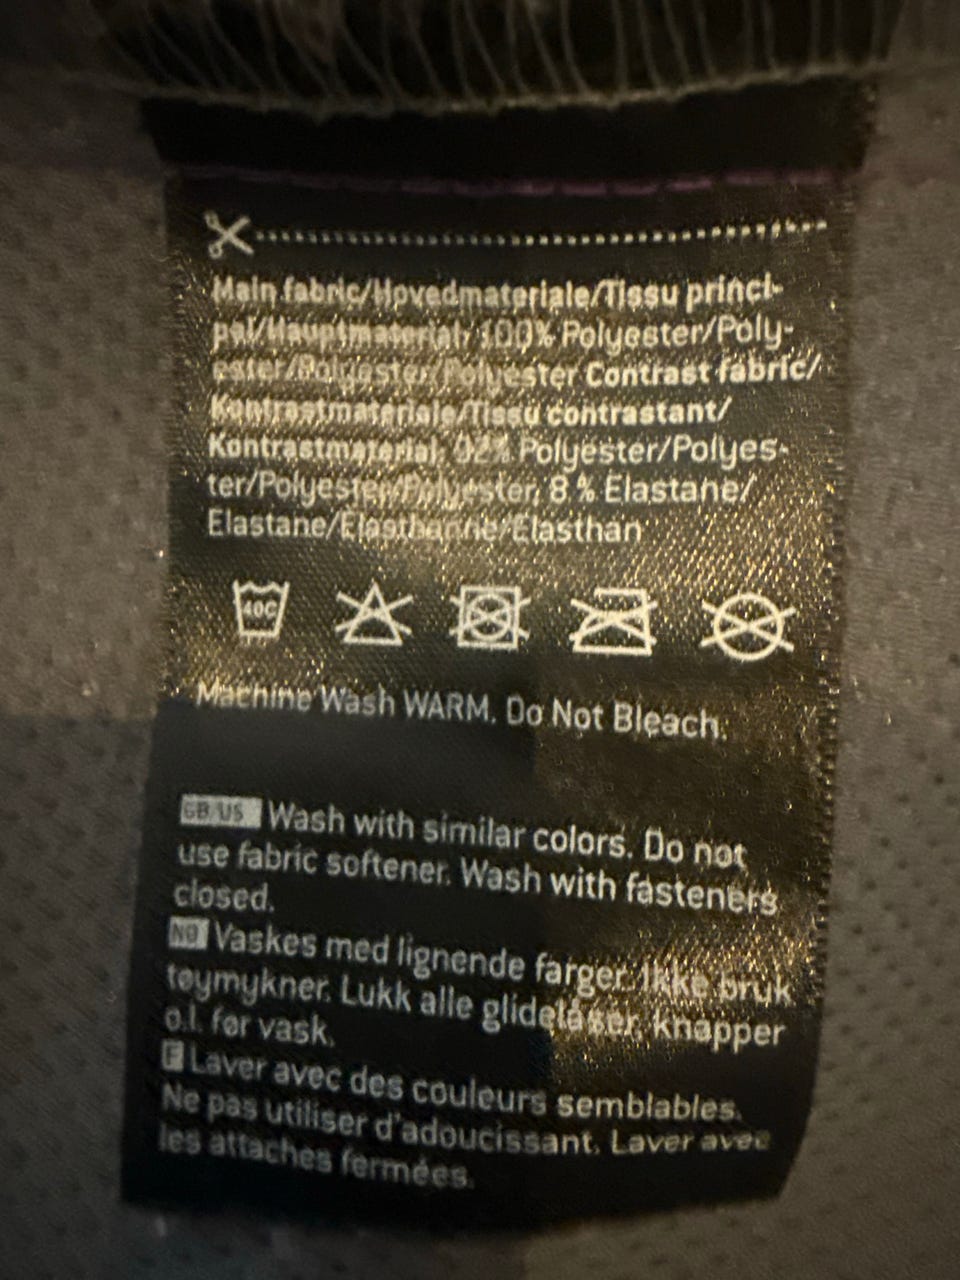 Main fabric/Hovedmateriale/Tissu princi-
pal/Hauptmaterial: 100% Polyester/Poly-
ester/Polyester/Polyester Contrast fabric/
Kontrastmateriale/Tissu contrastant/
Kontrastmaterial: 92% Polyester/Polyes-
ter/Polyester/Polyester, 8 % Elastane/
Elastane/Elasthanne/Elasthan
40C
Machine Wash WARM. Do Not Bleach.
GB/US Wash with similar colors. Do not
use fabric softener. Wash with fasteners
closed.
NO Vaskes med lignende farger. Ikke bruk
tøymykner. Lukk alle glidelåser, knapper
o.l. før vask.
F Laver avec des couleurs semblables.
Ne pas utiliser d'adoucissant. Laver avec
les attaches fermées.